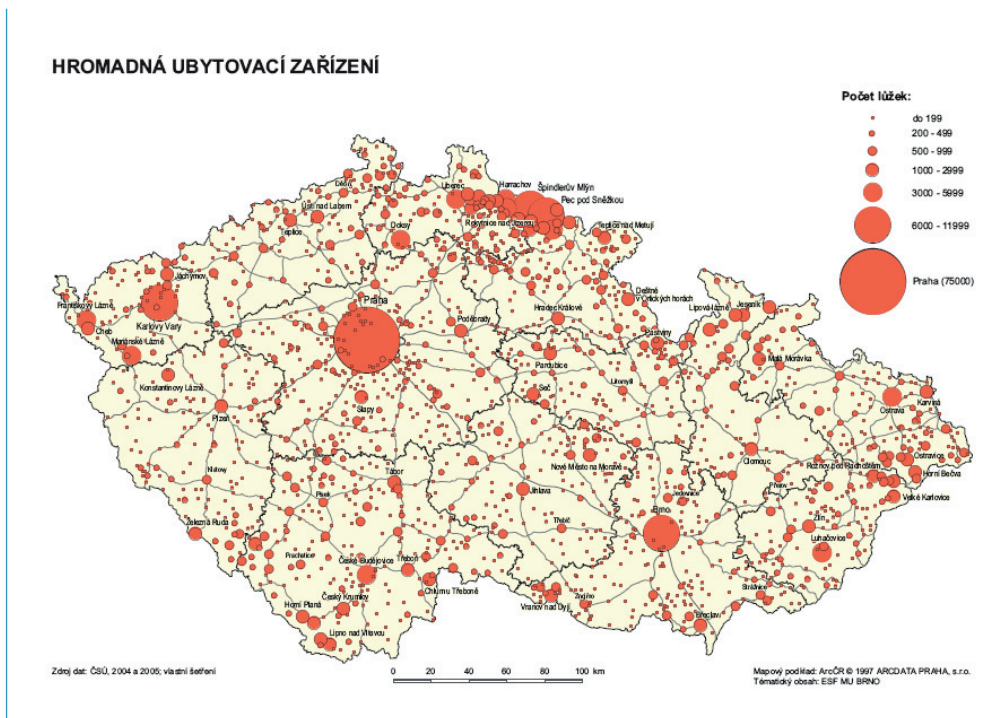 HROMADNÁ UBYTOVACÍ ZAŘÍZENÍ
Počet lůžek:
do 199
200 - 499
500 - 999
1000 - 2999
3000 - 5999
6000 - 11999
Praha (75000)
Děčín
Liberec
Harrachov
Špindlerův Mlýn
Pec pod Sněžkou
Ústí nad Labem
Teplice
Doksy
Rokytnice nad Jizerou
Teplice nad Metují
Jáchymov
Františkovy Lázně
Cheb
Karlovy Vary
Mariánské Lázně
Praha
Poděbrady
Hradec Králové
Deštné
v Orlických horách
Pastviny
Lipová-lázně
Jeseník
Malá Morávka
Konstantinovy Lázně
Plzeň
Slapy
Pardubice
Seč
Litomyšl
Ostrava
Karviná
Klatovy
Tábor
Písek
Nové Město na Moravě
Jihlava
Třebíč
Olomouc
Přerov
Rožnov pod Radhoštěm
Ostravice
Horní Bečva
Velké Karlovice
Jedovnice
Brno
Zlín
Luhačovice
Železná Ruda
Prachatice
České Budějovice
Třeboň
Chlum u Třeboně
Český Krumlov
Horní Planá
Lipno nad Vltavou
Vranov nad Dyjí
Znojmo
Břeclav
Strážnice
Zdroj dat: ČSÚ, 2004 a 2005; vlastní šetření
0 20 40 60 80 100 km
Mapový podklad: ArcČR © 1997 ARCDATA PRAHA, s.r.o.
Tématický obsah: ESF MU BRNO